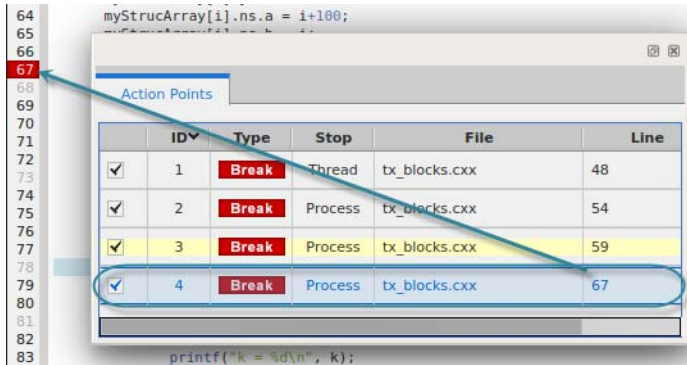 64 myStrucArray[i].ns.a = i+100;
65
66
67
68
69
70
71
72
73
74
75
76
77
78
79
80
81
82
83 printf("k = %d\n", k);
Action Points
ID Type Stop File Line
1 Break Thread tx_blocks.cxx 48
2 Break Process tx_blocks.cxx 54
3 Break Process tx_blocks.cxx 59
4 Break Process tx_blocks.cxx 67